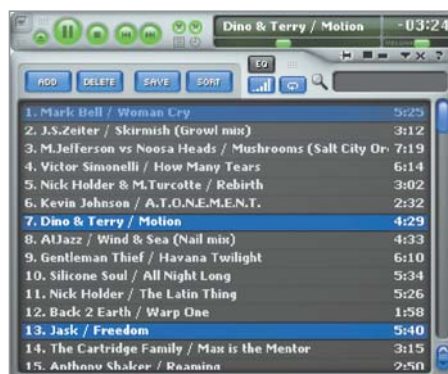 Dino & Terry / Motion -03:24
EQ
ADD DELETE SAVE SORT
1. Mark Bell / Woman Cry 5:25
2. J.S.Zeiter / Skirmish (Growl mix) 3:12
3. M.Jefferson vs Noosa Heads / Mushrooms (Salt City Or 7:19
4. Victor Simonelli / How Many Tears 6:14
5. Nick Holder & M.Turcotte / Rebirth 3:02
6. Kevin Johnson / A.T.O.N.E.M.E.N.T. 2:32
7. Dino & Terry / Motion 4:29
8. AtJazz / Wind & Sea (Nail mix) 4:33
9. Gentleman Thief / Havana Twilight 6:10
10. Silicone Soul / All Night Long 5:34
11. Nick Holder / The Latin Thing 5:26
12. Back 2 Earth / Warp One 1:58
13. Jask / Freedom 5:40
14. The Cartridge Family / Max is the Mentor 3:15
15. Anthony Shaker / Roaming 2:50